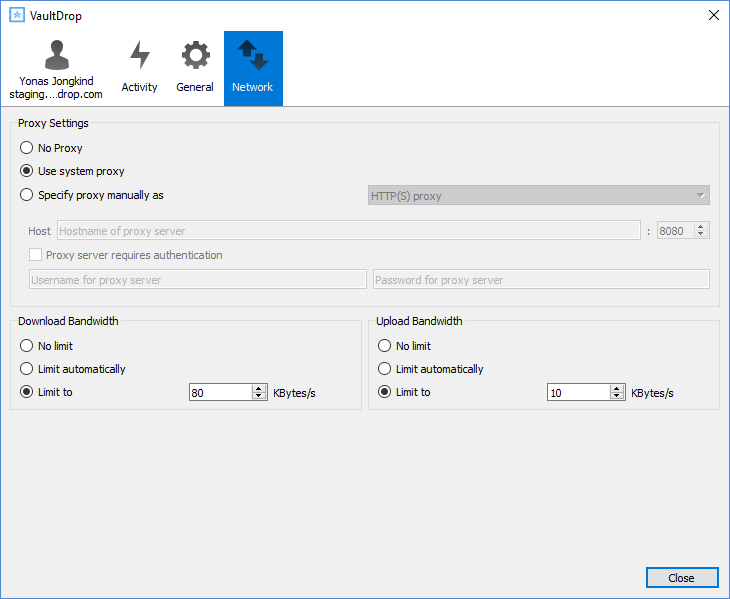 VaultDrop
Yonas Jongkind
staging....drop.com
Activity
General
Network
Proxy Settings
No Proxy
Use system proxy
Specify proxy manually as
HTTP(S) proxy
Host
Hostname of proxy server
:
8080
Proxy server requires authentication
Username for proxy server
Password for proxy server
Download Bandwidth
No limit
Limit automatically
Limit to
80
KBytes/s
Upload Bandwidth
No limit
Limit automatically
Limit to
10
KBytes/s
Close